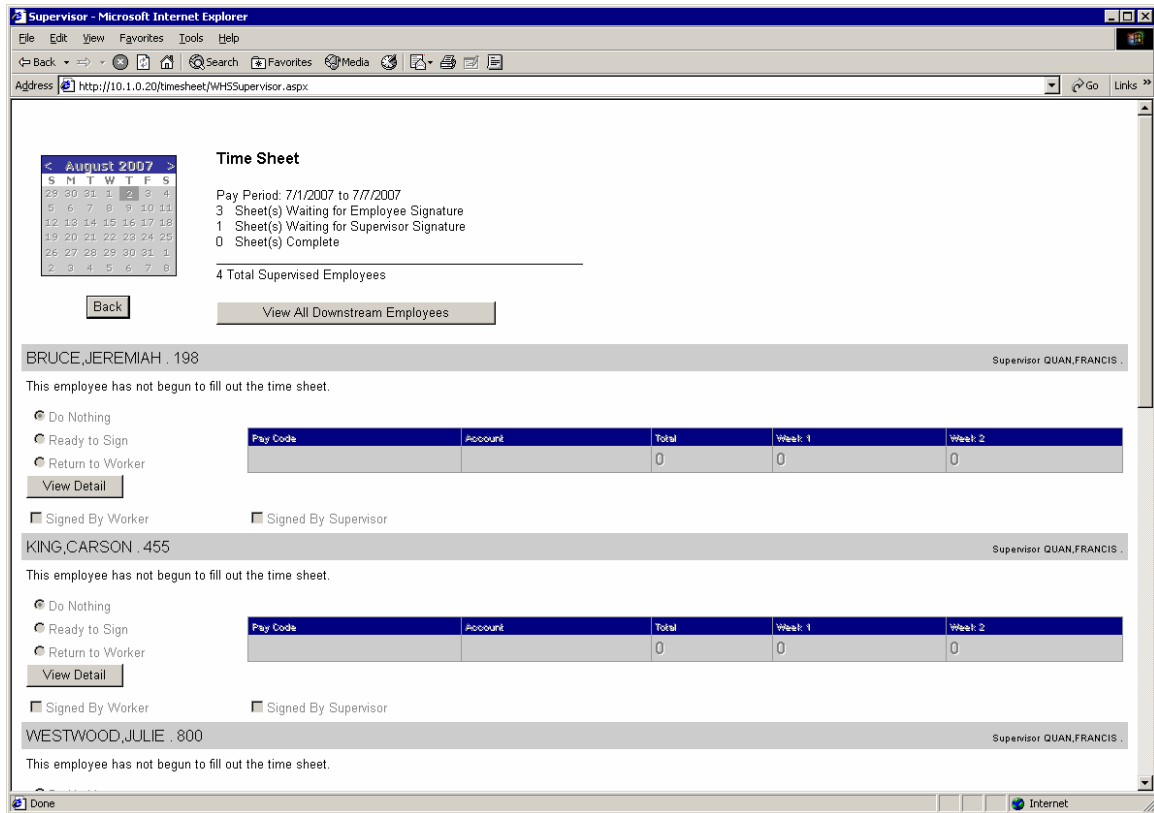 Supervisor - Microsoft Internet Explorer
File Edit View Favorites Tools Help
Back Search Favorites Media
Address http://10.1.0.20/timesheet/WHSSupervisor.aspx Go Links »
< August 2007 >
S M T W T F S
29 30 31 1 2 3 4
5 6 7 8 9 10 11
12 13 14 15 16 17 18
19 20 21 22 23 24 25
26 27 28 29 30 31 1
2 3 4 5 6 7 8
Back
Time Sheet
Pay Period: 7/1/2007 to 7/7/2007
3 Sheet(s) Waiting for Employee Signature
1 Sheet(s) Waiting for Supervisor Signature
0 Sheet(s) Complete
4 Total Supervised Employees
View All Downstream Employees
BRUCE,JEREMIAH . 198 Supervisor QUAN,FRANCIS .
This employee has not begun to fill out the time sheet.
Do Nothing
Ready to Sign
Return to Worker
View Detail
Pay Code Account Total Week 1 Week 2
0 0 0
Signed By Worker Signed By Supervisor
KING,CARSON . 455 Supervisor QUAN,FRANCIS .
This employee has not begun to fill out the time sheet.
Do Nothing
Ready to Sign
Return to Worker
View Detail
Pay Code Account Total Week 1 Week 2
0 0 0
Signed By Worker Signed By Supervisor
WESTWOOD,JULIE . 800 Supervisor QUAN,FRANCIS .
This employee has not begun to fill out the time sheet.
Done Internet